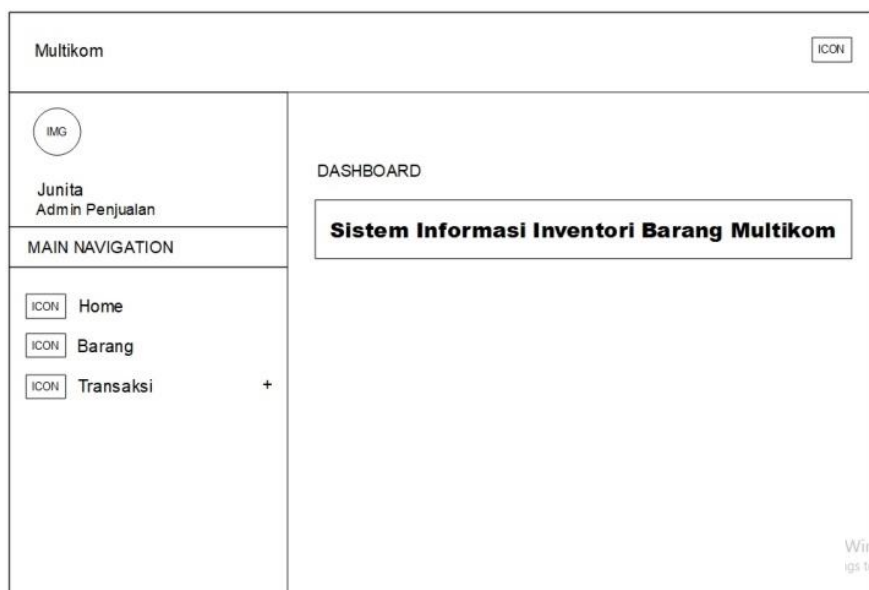 Multikom
ICON
IMG
Junita
Admin Penjualan
MAIN NAVIGATION
ICON Home
ICON Barang
ICON Transaksi +
DASHBOARD
Sistem Informasi Inventori Barang Multikom